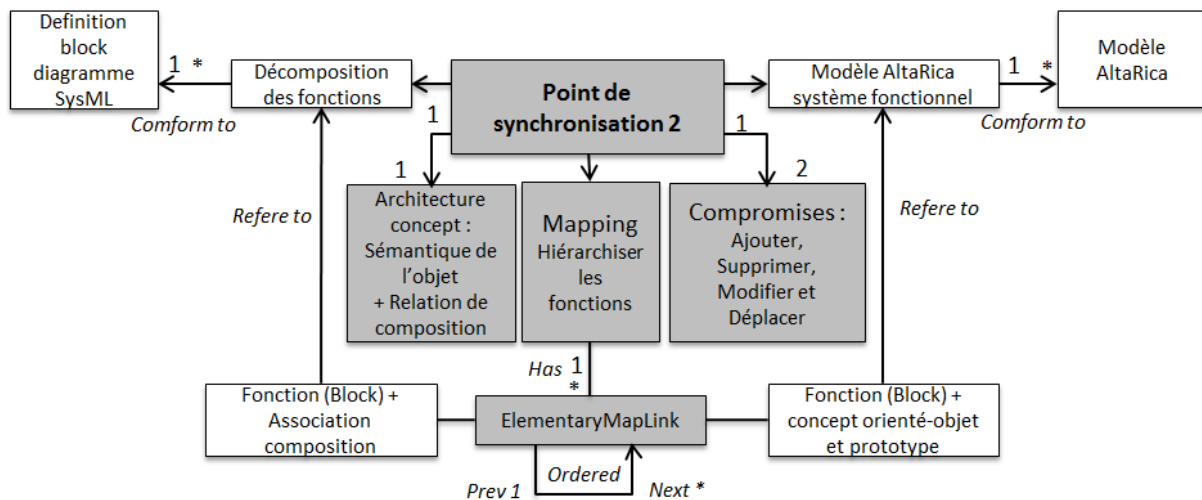 Definition
block
diagramme
SysML
1 *
Comform to
Décomposition
des fonctions
Point de
synchronisation 2
Modèle AltaRica
système fonctionnel
1 *
Comform to
Modèle
AltaRica
1
1
1
2
Refere to
Architecture
concept :
Sémantique de
l’objet
+ Relation de
composition
Mapping
Hiérarchiser
les
fonctions
Compromises :
Ajouter,
Supprimer,
Modifier et
Déplacer
Refere to
Has 1
*
Fonction (Block) +
Association
composition
ElementaryMapLink
Fonction (Block) +
concept orienté-objet
et prototype
Ordered
Prev 1
Next *